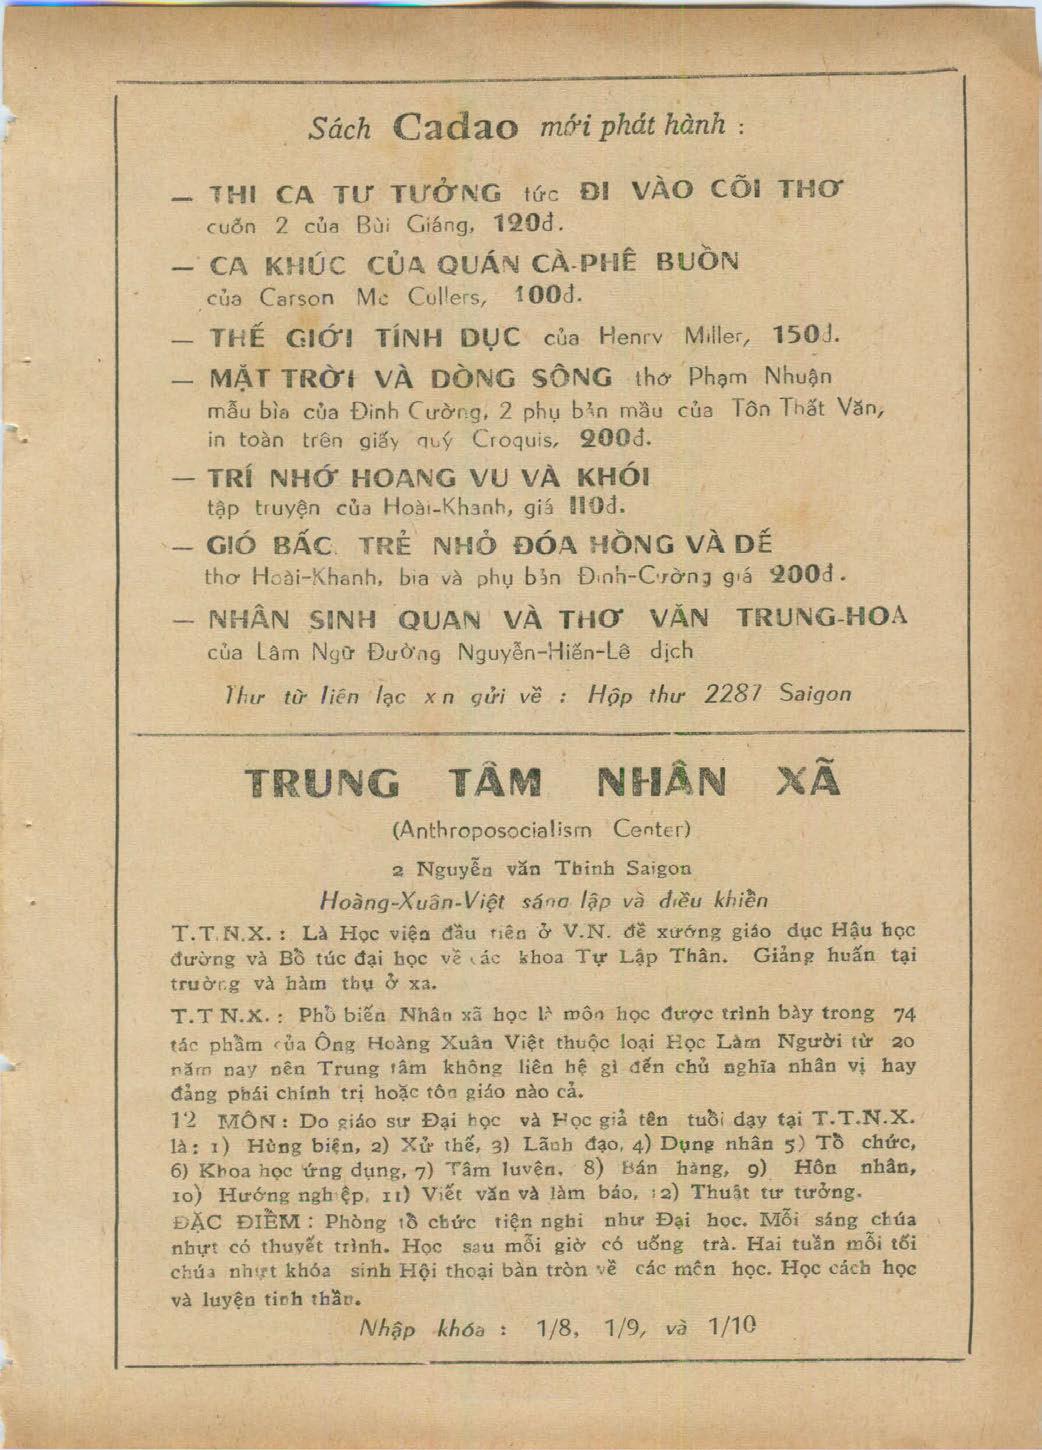 Sách Cadao mới phát hành :
— THI CA TƯ TƯỞNG tức ĐI VÀO CÕI THƠ
cuốn 2 của Bùi Giáng, 120đ.
— CA KHÚC CỦA QUÁN CÀ-PHÊ BUỒN
của Carson Mc Cullers, 100đ.
— THẾ GIỚI TÍNH DỤC của Henry Miller, 150đ.
— MẶT TRỜI VÀ DÒNG SÔNG thơ Phạm Nhuận
mẫu bìa của Đinh Cường, 2 phụ bản mầu của Tôn Thất Văn,
in toàn trên giấy quý Croquis, 200đ.
— TRÍ NHỚ HOANG VU VÀ KHÓI
tập truyện của Hoài-Khanh, giá 110đ.
— GIÓ BẤC. TRẺ NHỎ ĐÓA HỒNG VÀ DẾ
thơ Hoài-Khanh, bìa và phụ bản Đinh-Cường giá 200đ.
— NHÂN SINH QUAN VÀ THƠ VĂN TRUNG-HOA
của Lâm Ngữ Đường Nguyễn-Hiến-Lê dịch
Thư từ liên lạc xin gửi về : Hộp thư 2287 Saigon
TRUNG TÂM NHÂN XÃ
(Anthroposocialism Center)
2 Nguyễn văn Thinh Saigon
Hoàng-Xuân-Việt sáng lập và điều khiển
T.T.N.X. : Là Học viện đầu tiên ở V.N. đề xướng giáo dục Hậu học
đường và Bồ túc đại học về các khoa Tự Lập Thân. Giảng huấn tại
trường và hàm thụ ở xa.
T.T N.X. : Phổ biến Nhân xã học là môn học được trình bày trong 74
tác phẩm của Ông Hoàng Xuân Việt thuộc loại Học Làm Người từ 20
năm nay nên Trung tâm không liên hệ gì đến chủ nghĩa nhân vị hay
đảng phái chính trị hoặc tôn giáo nào cả.
12 MÔN : Do giáo sư Đại học và Học giả tên tuổi dạy tại T.T.N.X.
là : 1) Hùng biện, 2) Xử thế, 3) Lãnh đạo, 4) Dụng nhân 5) Tổ chức,
6) Khoa học ứng dụng, 7) Tâm luyện, 8) Bán hàng, 9) Hôn nhân,
10) Hướng nghiệp, 11) Viết văn và làm báo, 12) Thuật tư tưởng.
ĐẶC ĐIỂM : Phòng tổ chức tiện nghi như Đại học. Mỗi sáng chúa
nhựt có thuyết trình. Học sau mỗi giờ có uống trà. Hai tuần mỗi tối
chúa nhựt khóa sinh Hội thoại bàn tròn về các môn học. Học cách học
và luyện tinh thần.
Nhập khóa : 1/8, 1/9, và 1/10